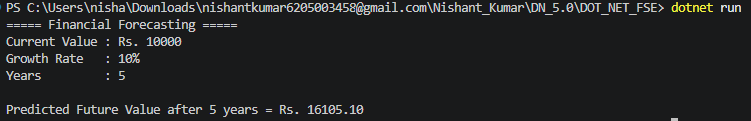 PS C:\Users\nisha\Downloads\nishantkumar6205003458@gmail.com\Nishant_Kumar\DN_5.0\DOT_NET_FSE> dotnet run
===== Financial Forecasting =====
Current Value : Rs. 10000
Growth Rate   : 10%
Years         : 5
Predicted Future Value after 5 years = Rs. 16105.10